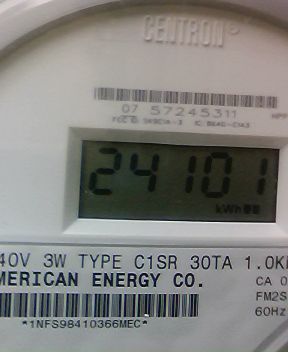 CENTRON®
07 57245311
24101
kWh
40V 3W TYPE C1SR 30TA 1.0K
MERICAN ENERGY CO.
CA 0
FM2S
60Hz
*1NFS98410366MEC*